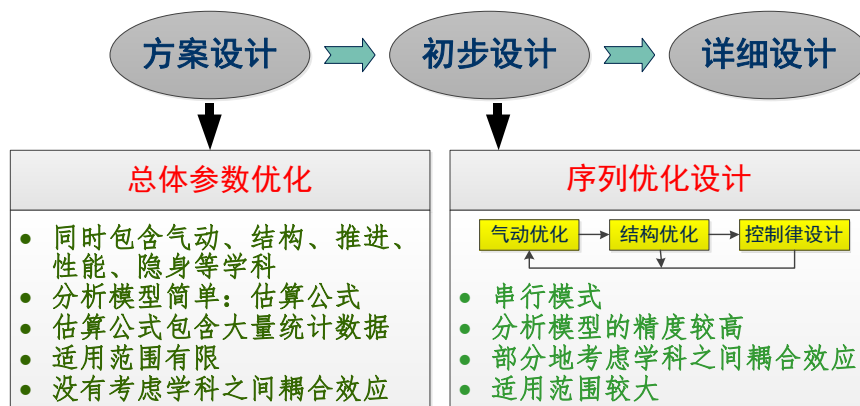 方案设计
初步设计
详细设计
总体参数优化
• 同时包含气动、结构、推进、
性能、隐身等学科
• 分析模型简单：估算公式
• 估算公式包含大量统计数据
• 适用范围有限
• 没有考虑学科之间耦合效应
序列优化设计
气动优化
结构优化
控制律设计
• 串行模式
• 分析模型的精度较高
• 部分地考虑学科之间耦合效应
• 适用范围较大